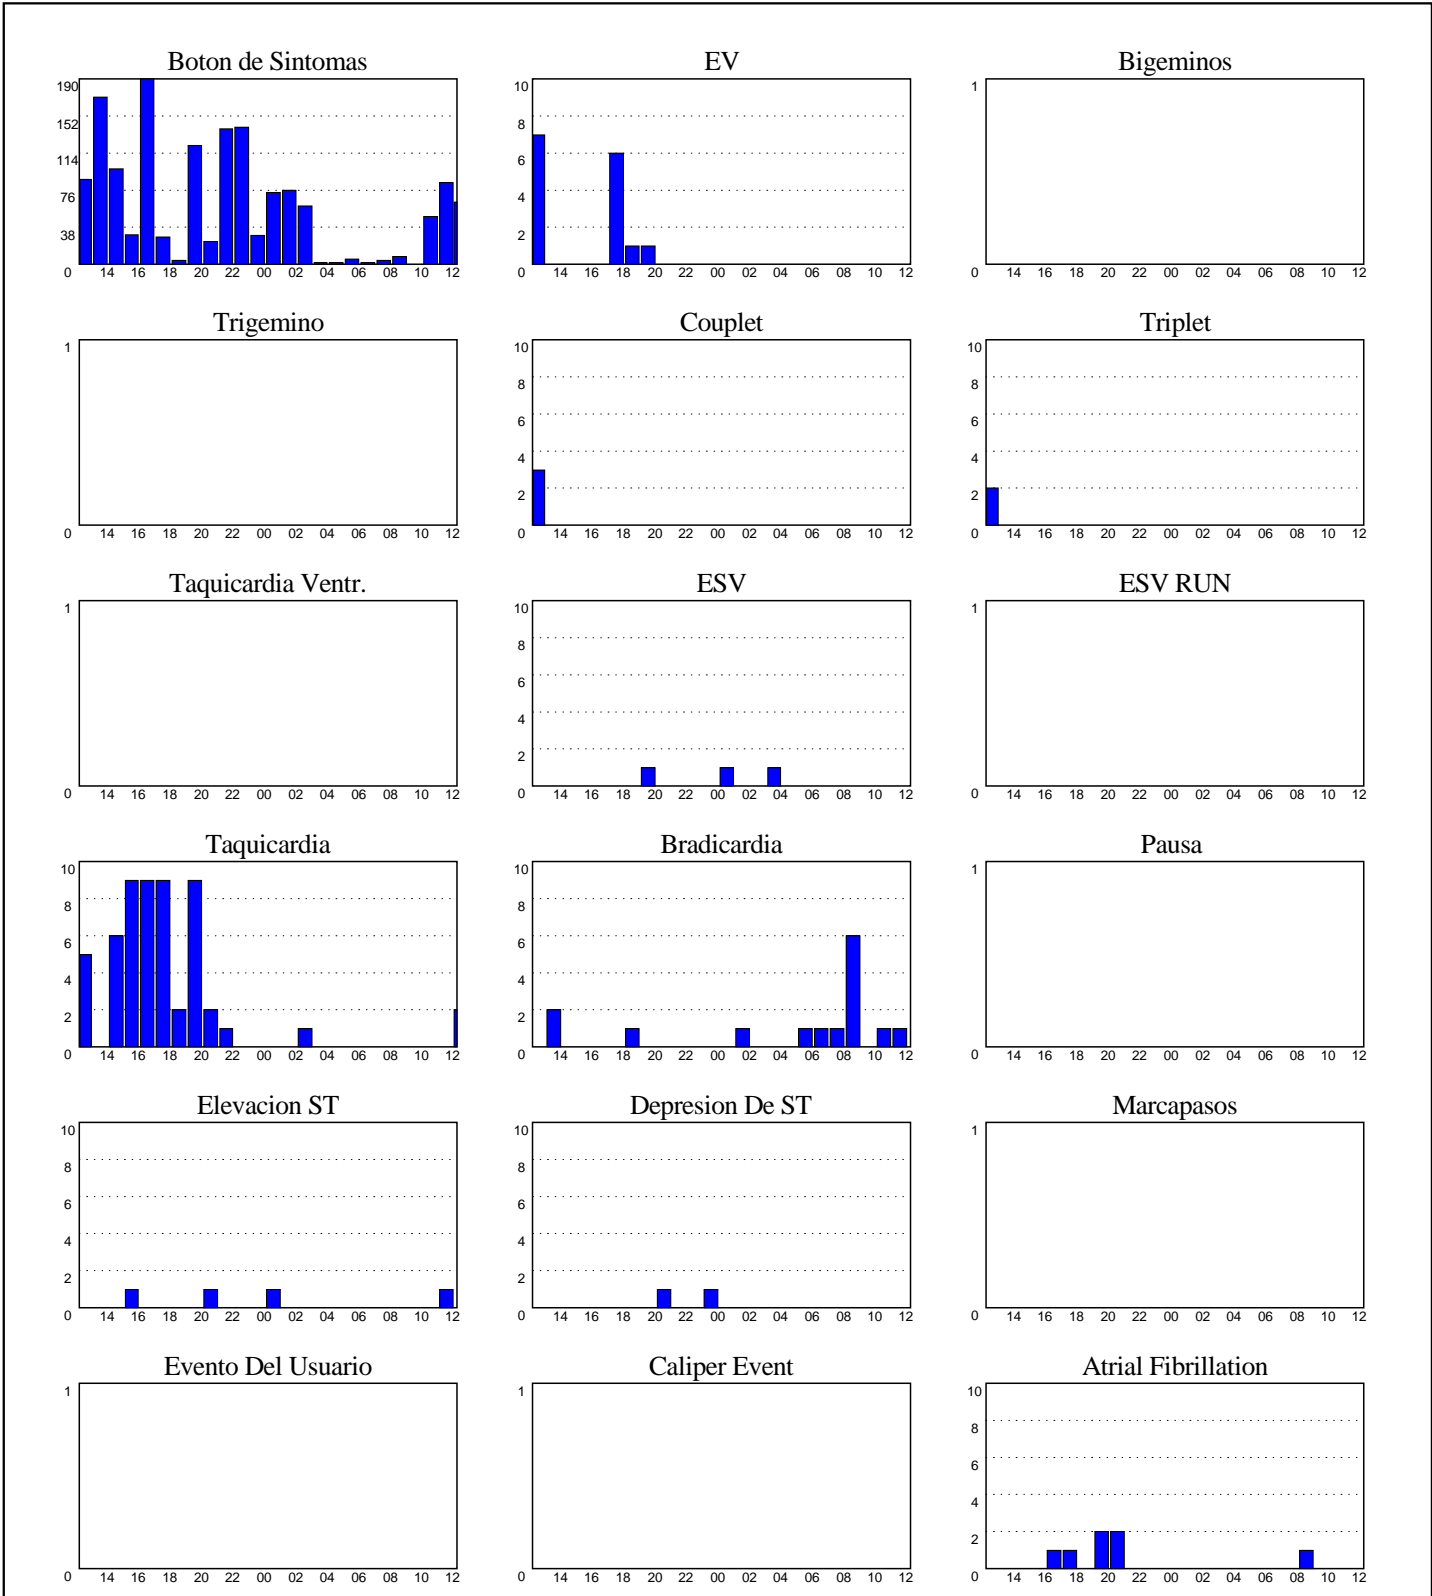 Boton de Sintomas EV Bigeminos
190 10 1
152 8
114 6
76 4
38 2
0 14 16 18 20 22 00 02 04 06 08 10 12 0 14 16 18 20 22 00 02 04 06 08 10 12 0 14 16 18 20 22 00 02 04 06 08 10 12
Trigemino Couplet Triplet
1 10 10
8 8
6 6
4 4
2 2
0 14 16 18 20 22 00 02 04 06 08 10 12 0 14 16 18 20 22 00 02 04 06 08 10 12 0 14 16 18 20 22 00 02 04 06 08 10 12
Taquicardia Ventr. ESV ESV RUN
1 10 1
8
6
4
2
0 14 16 18 20 22 00 02 04 06 08 10 12 0 14 16 18 20 22 00 02 04 06 08 10 12 0 14 16 18 20 22 00 02 04 06 08 10 12
Taquicardia Bradicardia Pausa
10 10 1
8 8
6 6
4 4
2 2
0 14 16 18 20 22 00 02 04 06 08 10 12 0 14 16 18 20 22 00 02 04 06 08 10 12 0 14 16 18 20 22 00 02 04 06 08 10 12
Elevacion ST Depresion De ST Marcapasos
10 10 1
8 8
6 6
4 4
2 2
0 14 16 18 20 22 00 02 04 06 08 10 12 0 14 16 18 20 22 00 02 04 06 08 10 12 0 14 16 18 20 22 00 02 04 06 08 10 12
Evento Del Usuario Caliper Event Atrial Fibrillation
1 1 10
8
6
4
2
0 14 16 18 20 22 00 02 04 06 08 10 12 0 14 16 18 20 22 00 02 04 06 08 10 12 0 14 16 18 20 22 00 02 04 06 08 10 12